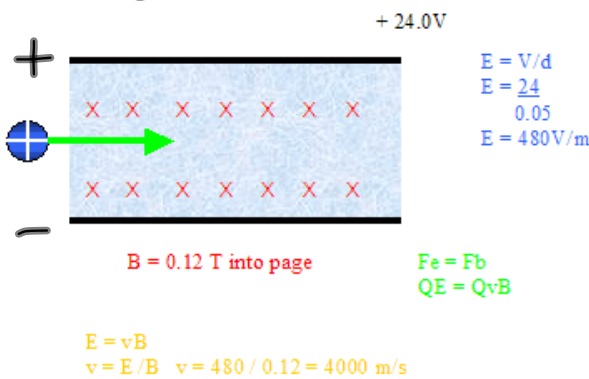 + 24.0V
+
E = V/d
E = 24
0.05
E = 480V/m
X X X X X X X
+
X X X X X X X
-
B = 0.12 T into page
Fe = Fb
QE = QvB
E = vB
v = E /B v = 480 / 0.12 = 4000 m/s